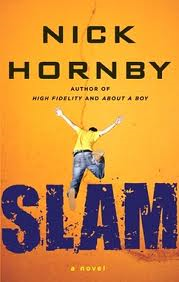 NICK
HORNBY
AUTHOR OF
HIGH FIDELITY AND ABOUT A BOY
SLAM
a novel